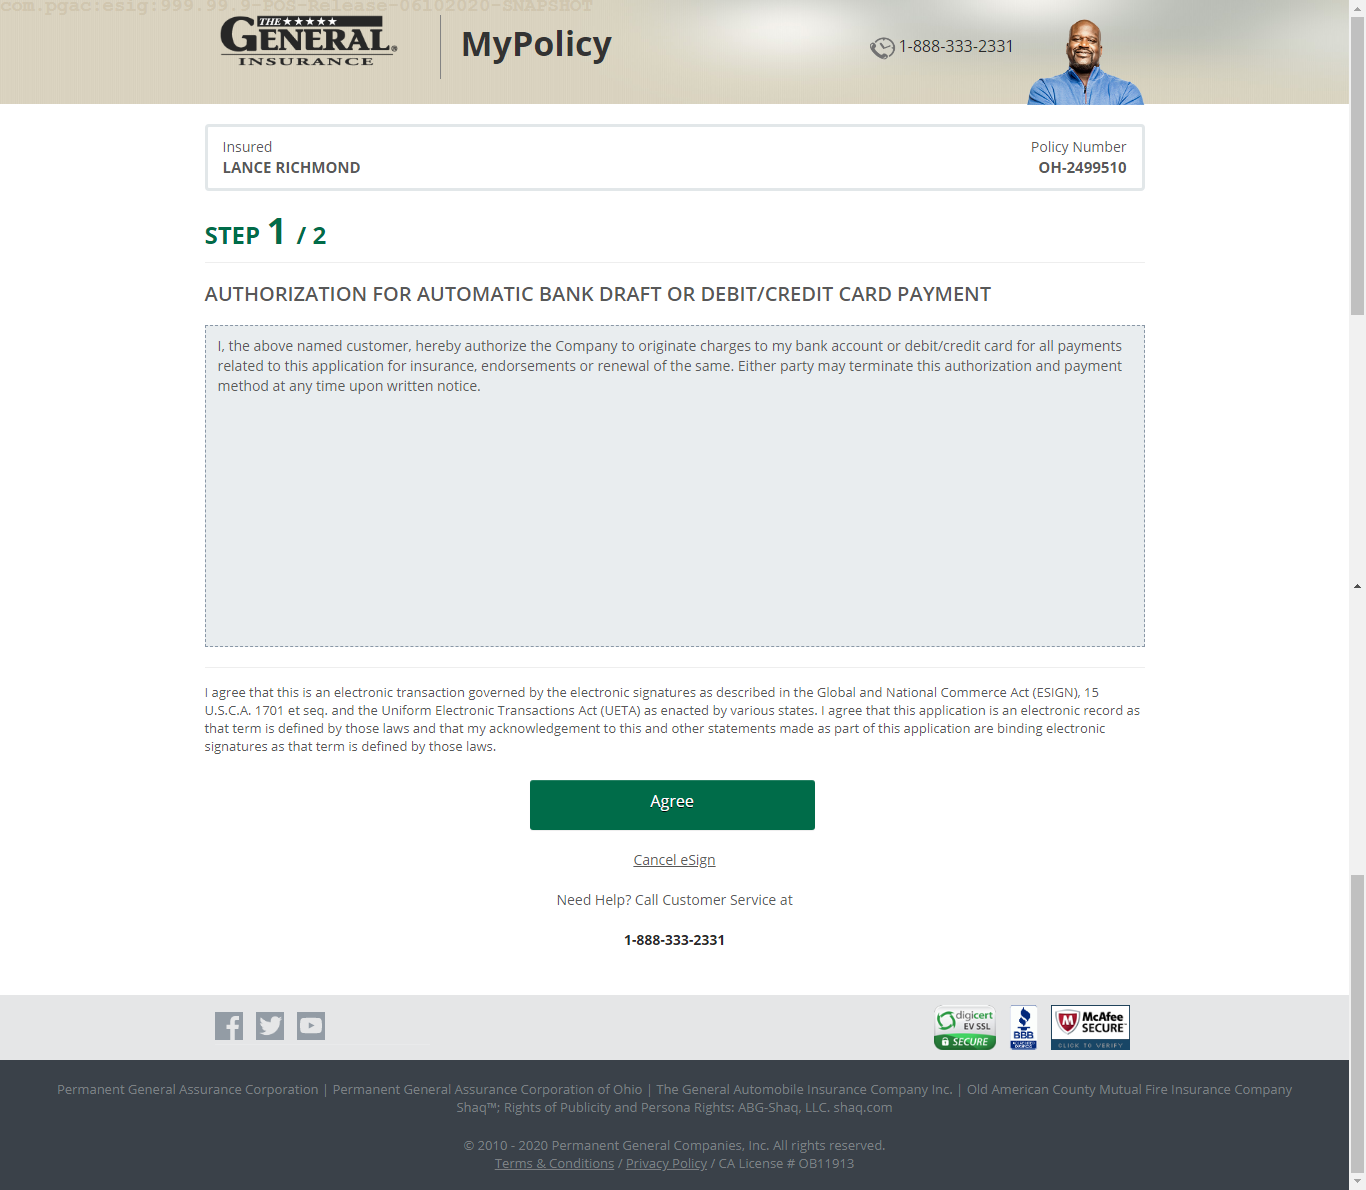 com.pgac:esig:999.99.9-POS-Release-06102020-SNAPSHOT
THE
GENERAL®
INSURANCE
MyPolicy
1-888-333-2331
Insured
Policy Number
LANCE RICHMOND
OH-2499510
STEP 1 / 2
AUTHORIZATION FOR AUTOMATIC BANK DRAFT OR DEBIT/CREDIT CARD PAYMENT
I, the above named customer, hereby authorize the Company to originate charges to my bank account or debit/credit card for all payments
related to this application for insurance, endorsements or renewal of the same. Either party may terminate this authorization and payment
method at any time upon written notice.
I agree that this is an electronic transaction governed by the electronic signatures as described in the Global and National Commerce Act (ESIGN), 15
U.S.C.A. 1701 et seq. and the Uniform Electronic Transactions Act (UETA) as enacted by various states. I agree that this application is an electronic record as
that term is defined by those laws and that my acknowledgement to this and other statements made as part of this application are binding electronic
signatures as that term is defined by those laws.
Agree
Cancel eSign
Need Help? Call Customer Service at
1-888-333-2331
digicert
EV SSL
SECURE
BBB
McAfee
SECURE™
CLICK TO VERIFY
Permanent General Assurance Corporation | Permanent General Assurance Corporation of Ohio | The General Automobile Insurance Company Inc. | Old American County Mutual Fire Insurance Company
Shaq™; Rights of Publicity and Persona Rights: ABG-Shaq, LLC. shaq.com
© 2010 - 2020 Permanent General Companies, Inc. All rights reserved.
Terms & Conditions / Privacy Policy / CA License # OB11913